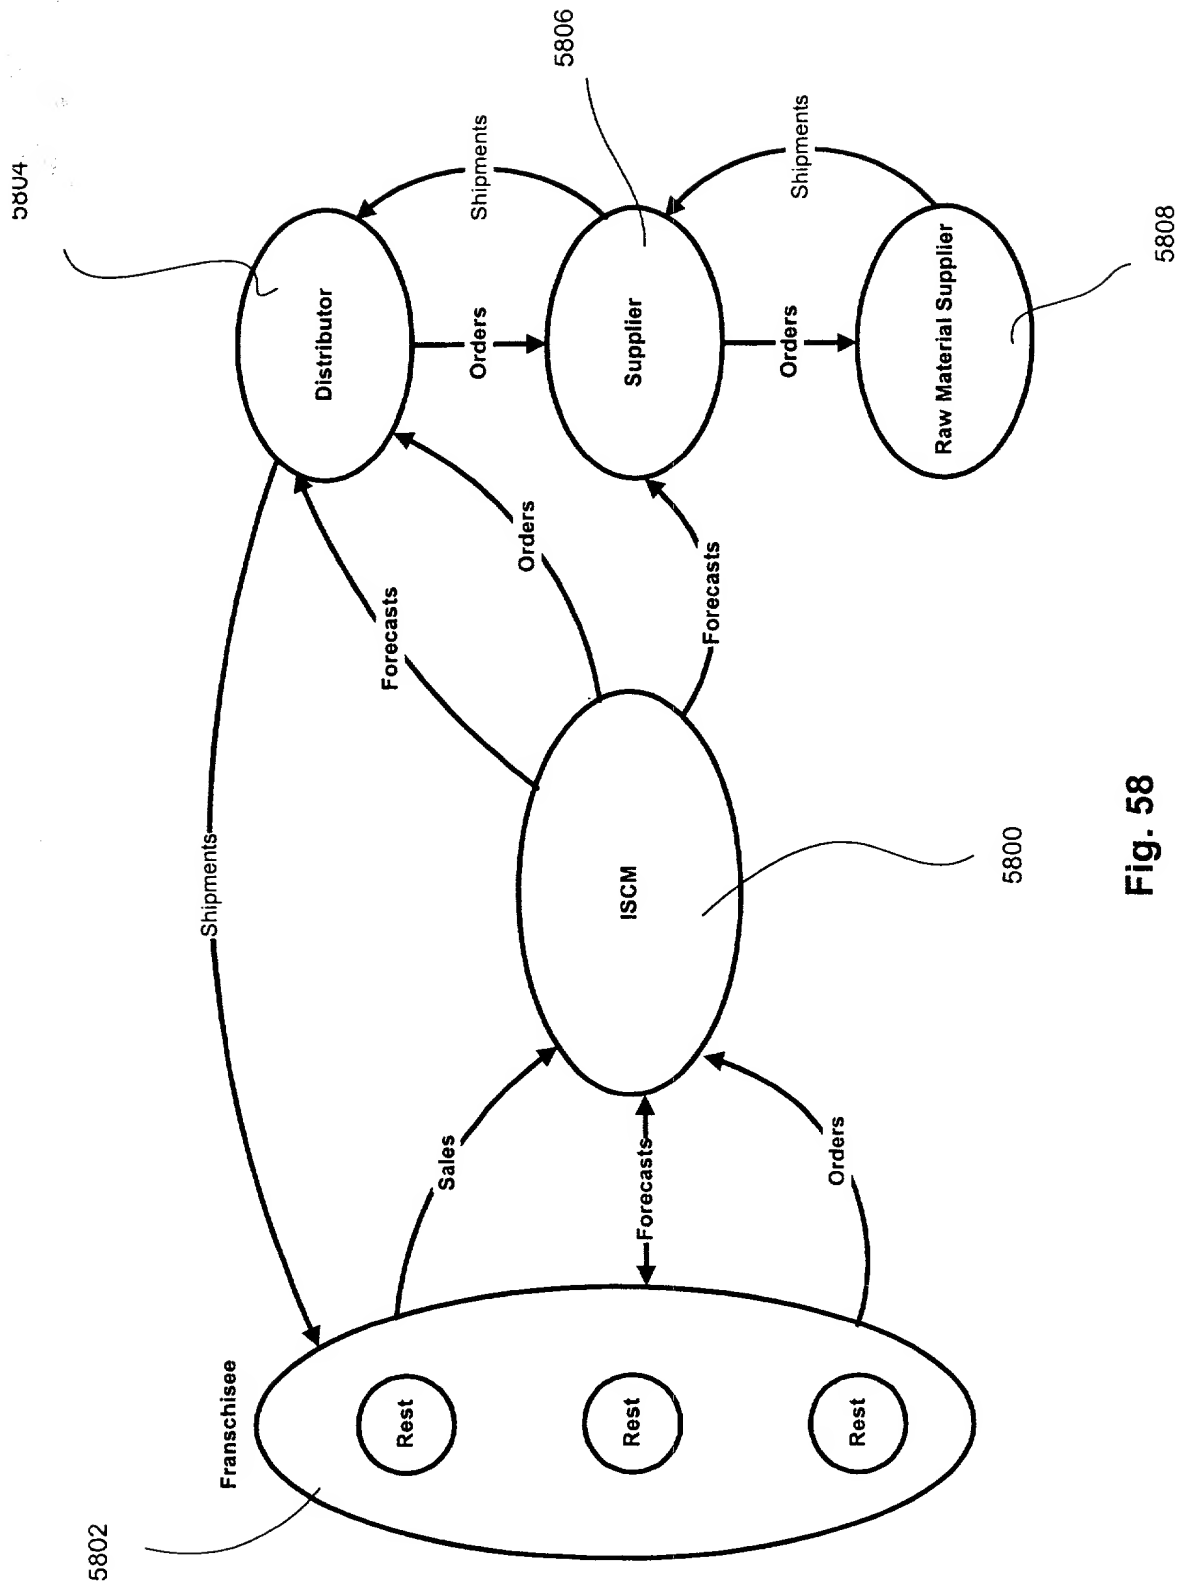 5804
5802
Shipments
Franschisee
Distributor
Forecasts
Rest
Sales
Orders
Shipments
Orders
5806
Rest
Forecasts
ISCM
Supplier
Forecasts
Orders
Shipments
Orders
Rest
Raw Material Supplier
5800
5808
Fig. 58